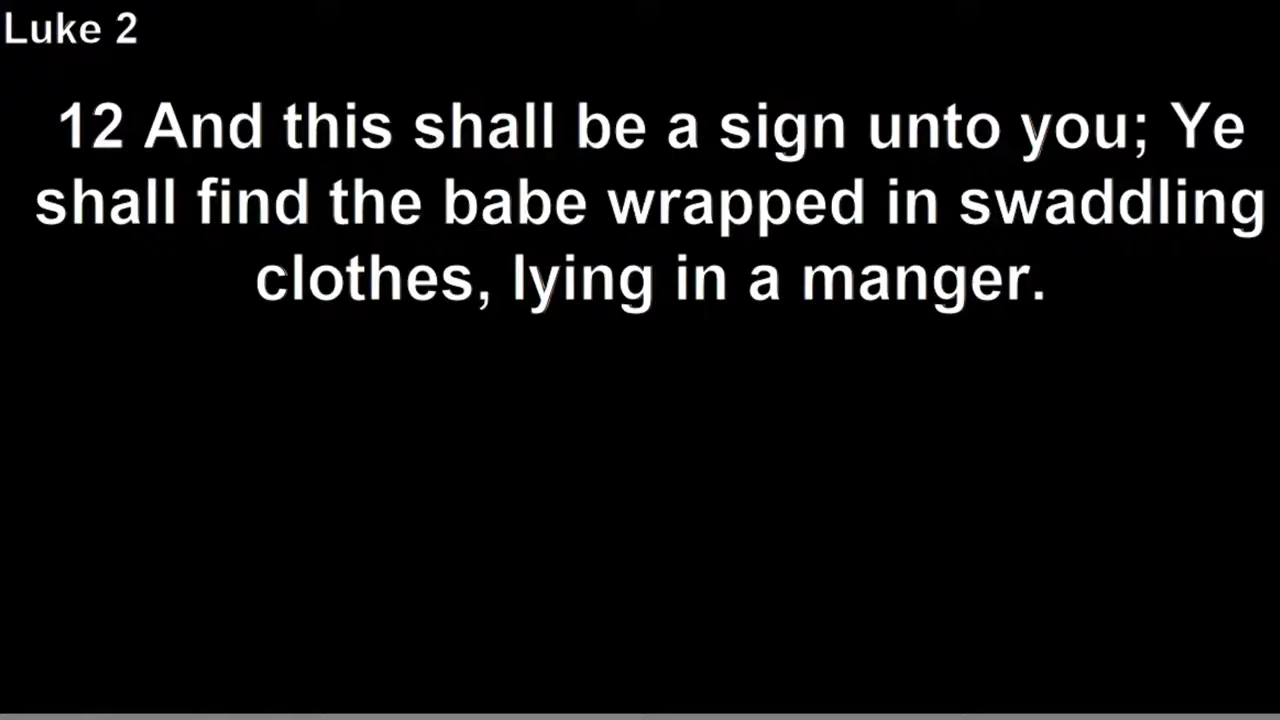 Luke 2
12 And this shall be a sign unto you; Ye
shall find the babe wrapped in swaddling
clothes, lying in a manger.